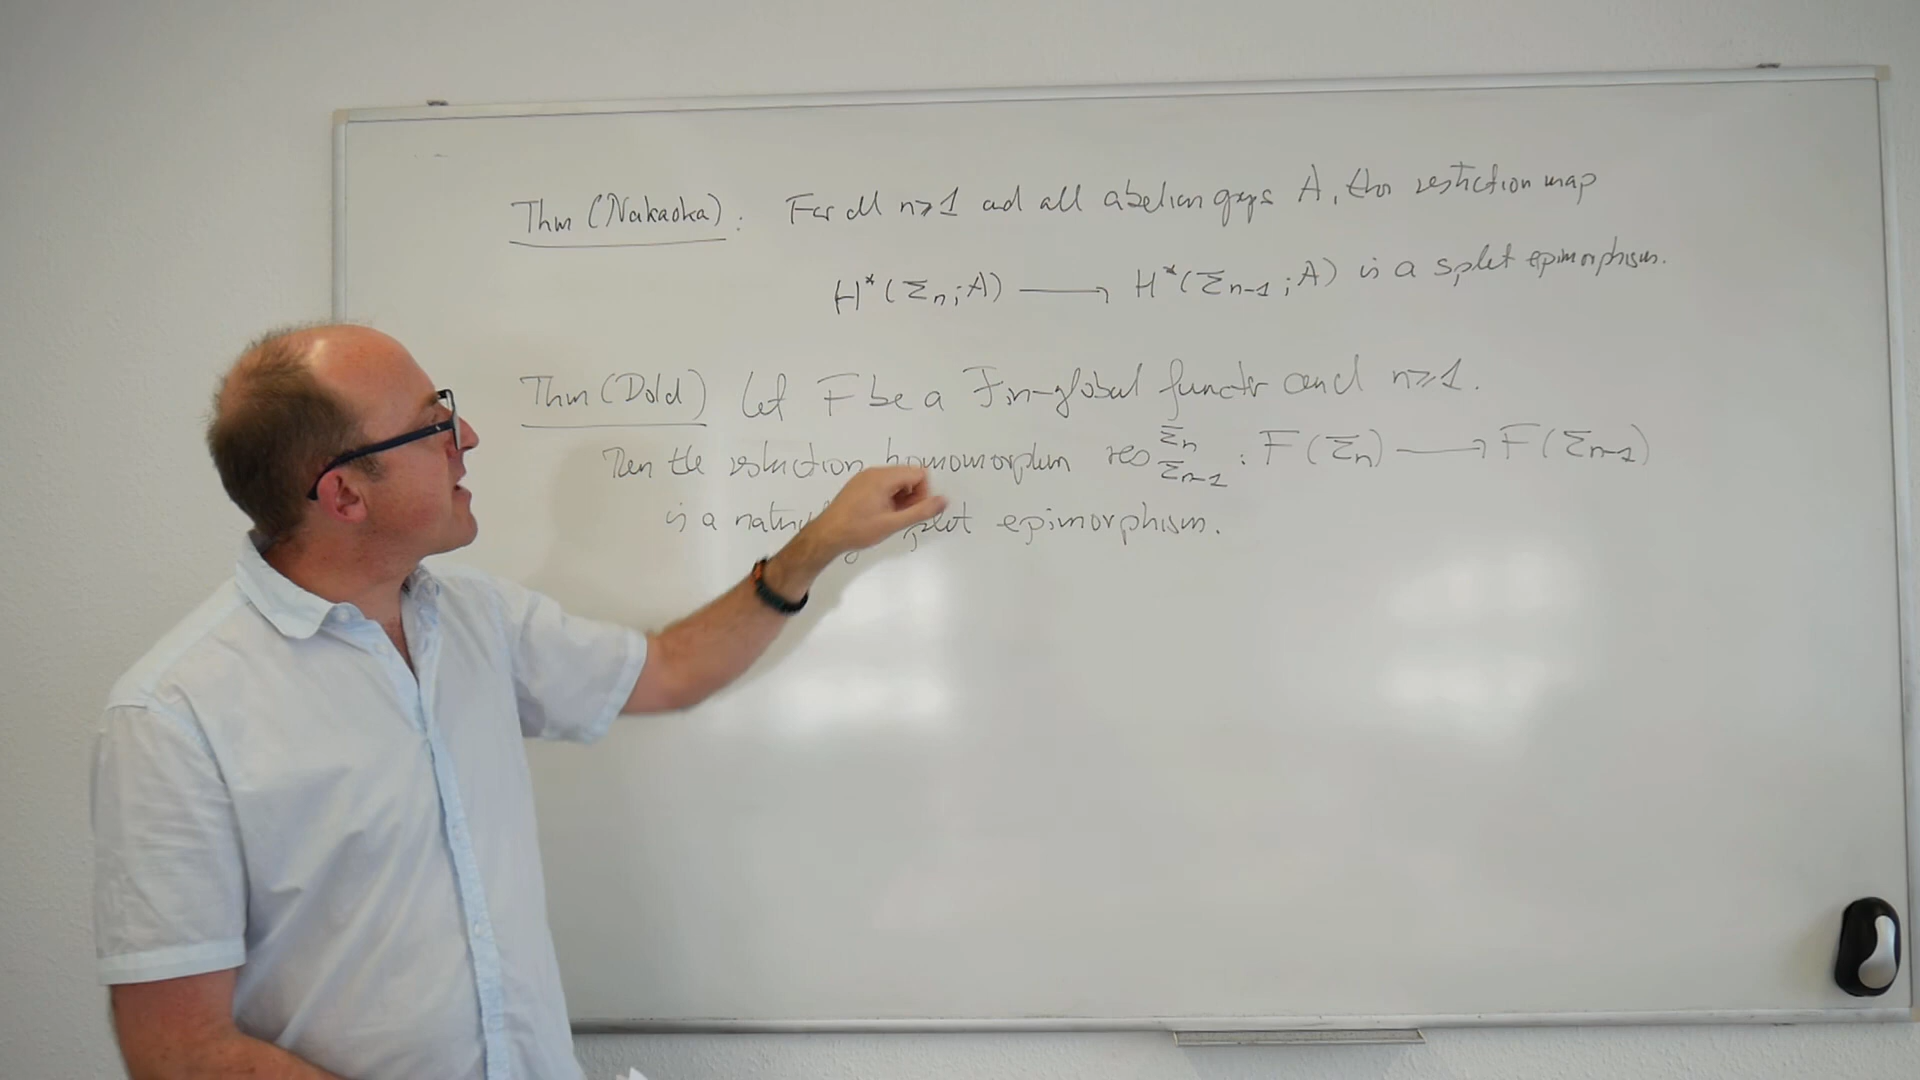 Thm (Nakaoka): For all n≥1 and all abelian grps A, the restriction map
H*(Σn; A) ⟶ H*(Σn-1; A) is a split epimorphism.
Thm (Dold) Let F be a Fin-global functor and n≥1.
Then the restriction homomorphism res Σn Σn-1 : F(Σn) ⟶ F(Σn-1)
is a epimorphism.